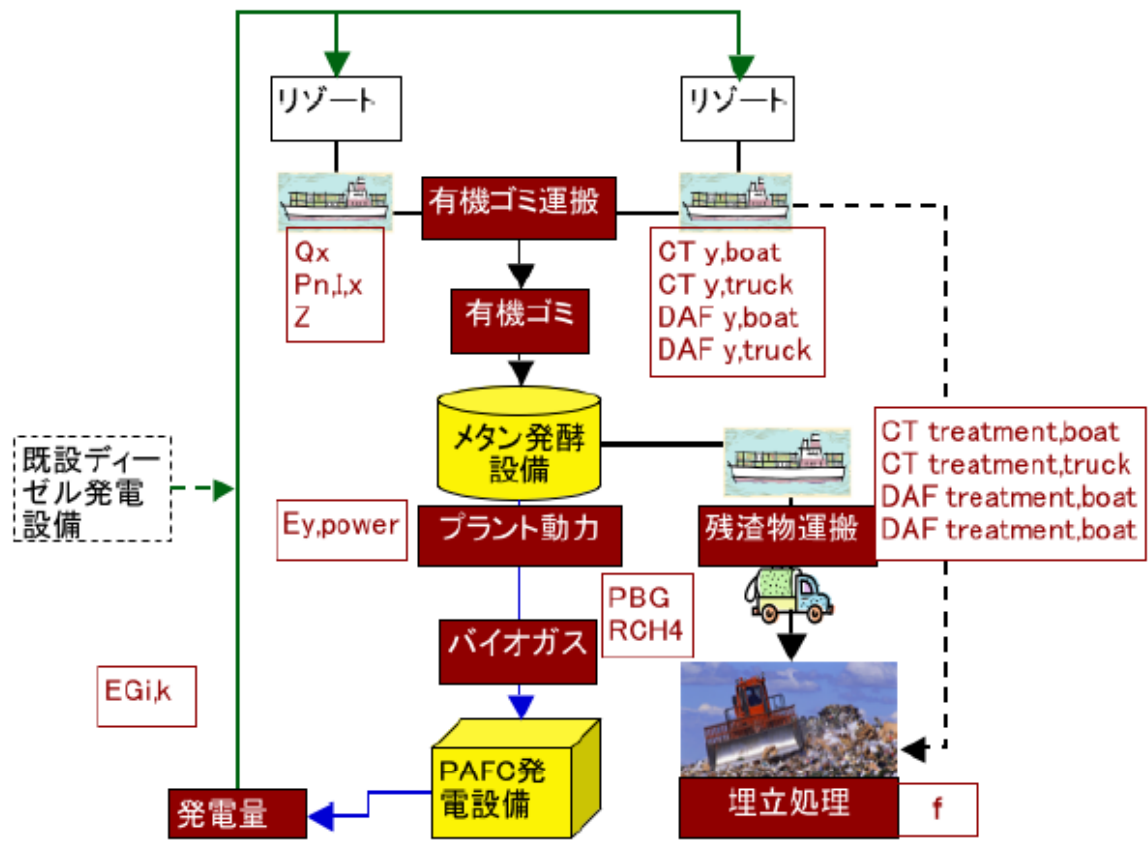 リゾート
リゾート
有機ゴミ運搬
Qx
Pn,I,x
Z
CT y,boat
CT y,truck
DAF y,boat
DAF y,truck
有機ゴミ
メタン発酵
設備
既設ディー
ゼル発電
設備
CT treatment,boat
CT treatment,truck
DAF treatment,boat
DAF treatment,boat
Ey,power
プラント動力
残渣物運搬
PBG
RCH4
バイオガス
EGi,k
PAFC発
電設備
発電量
埋立処理
f